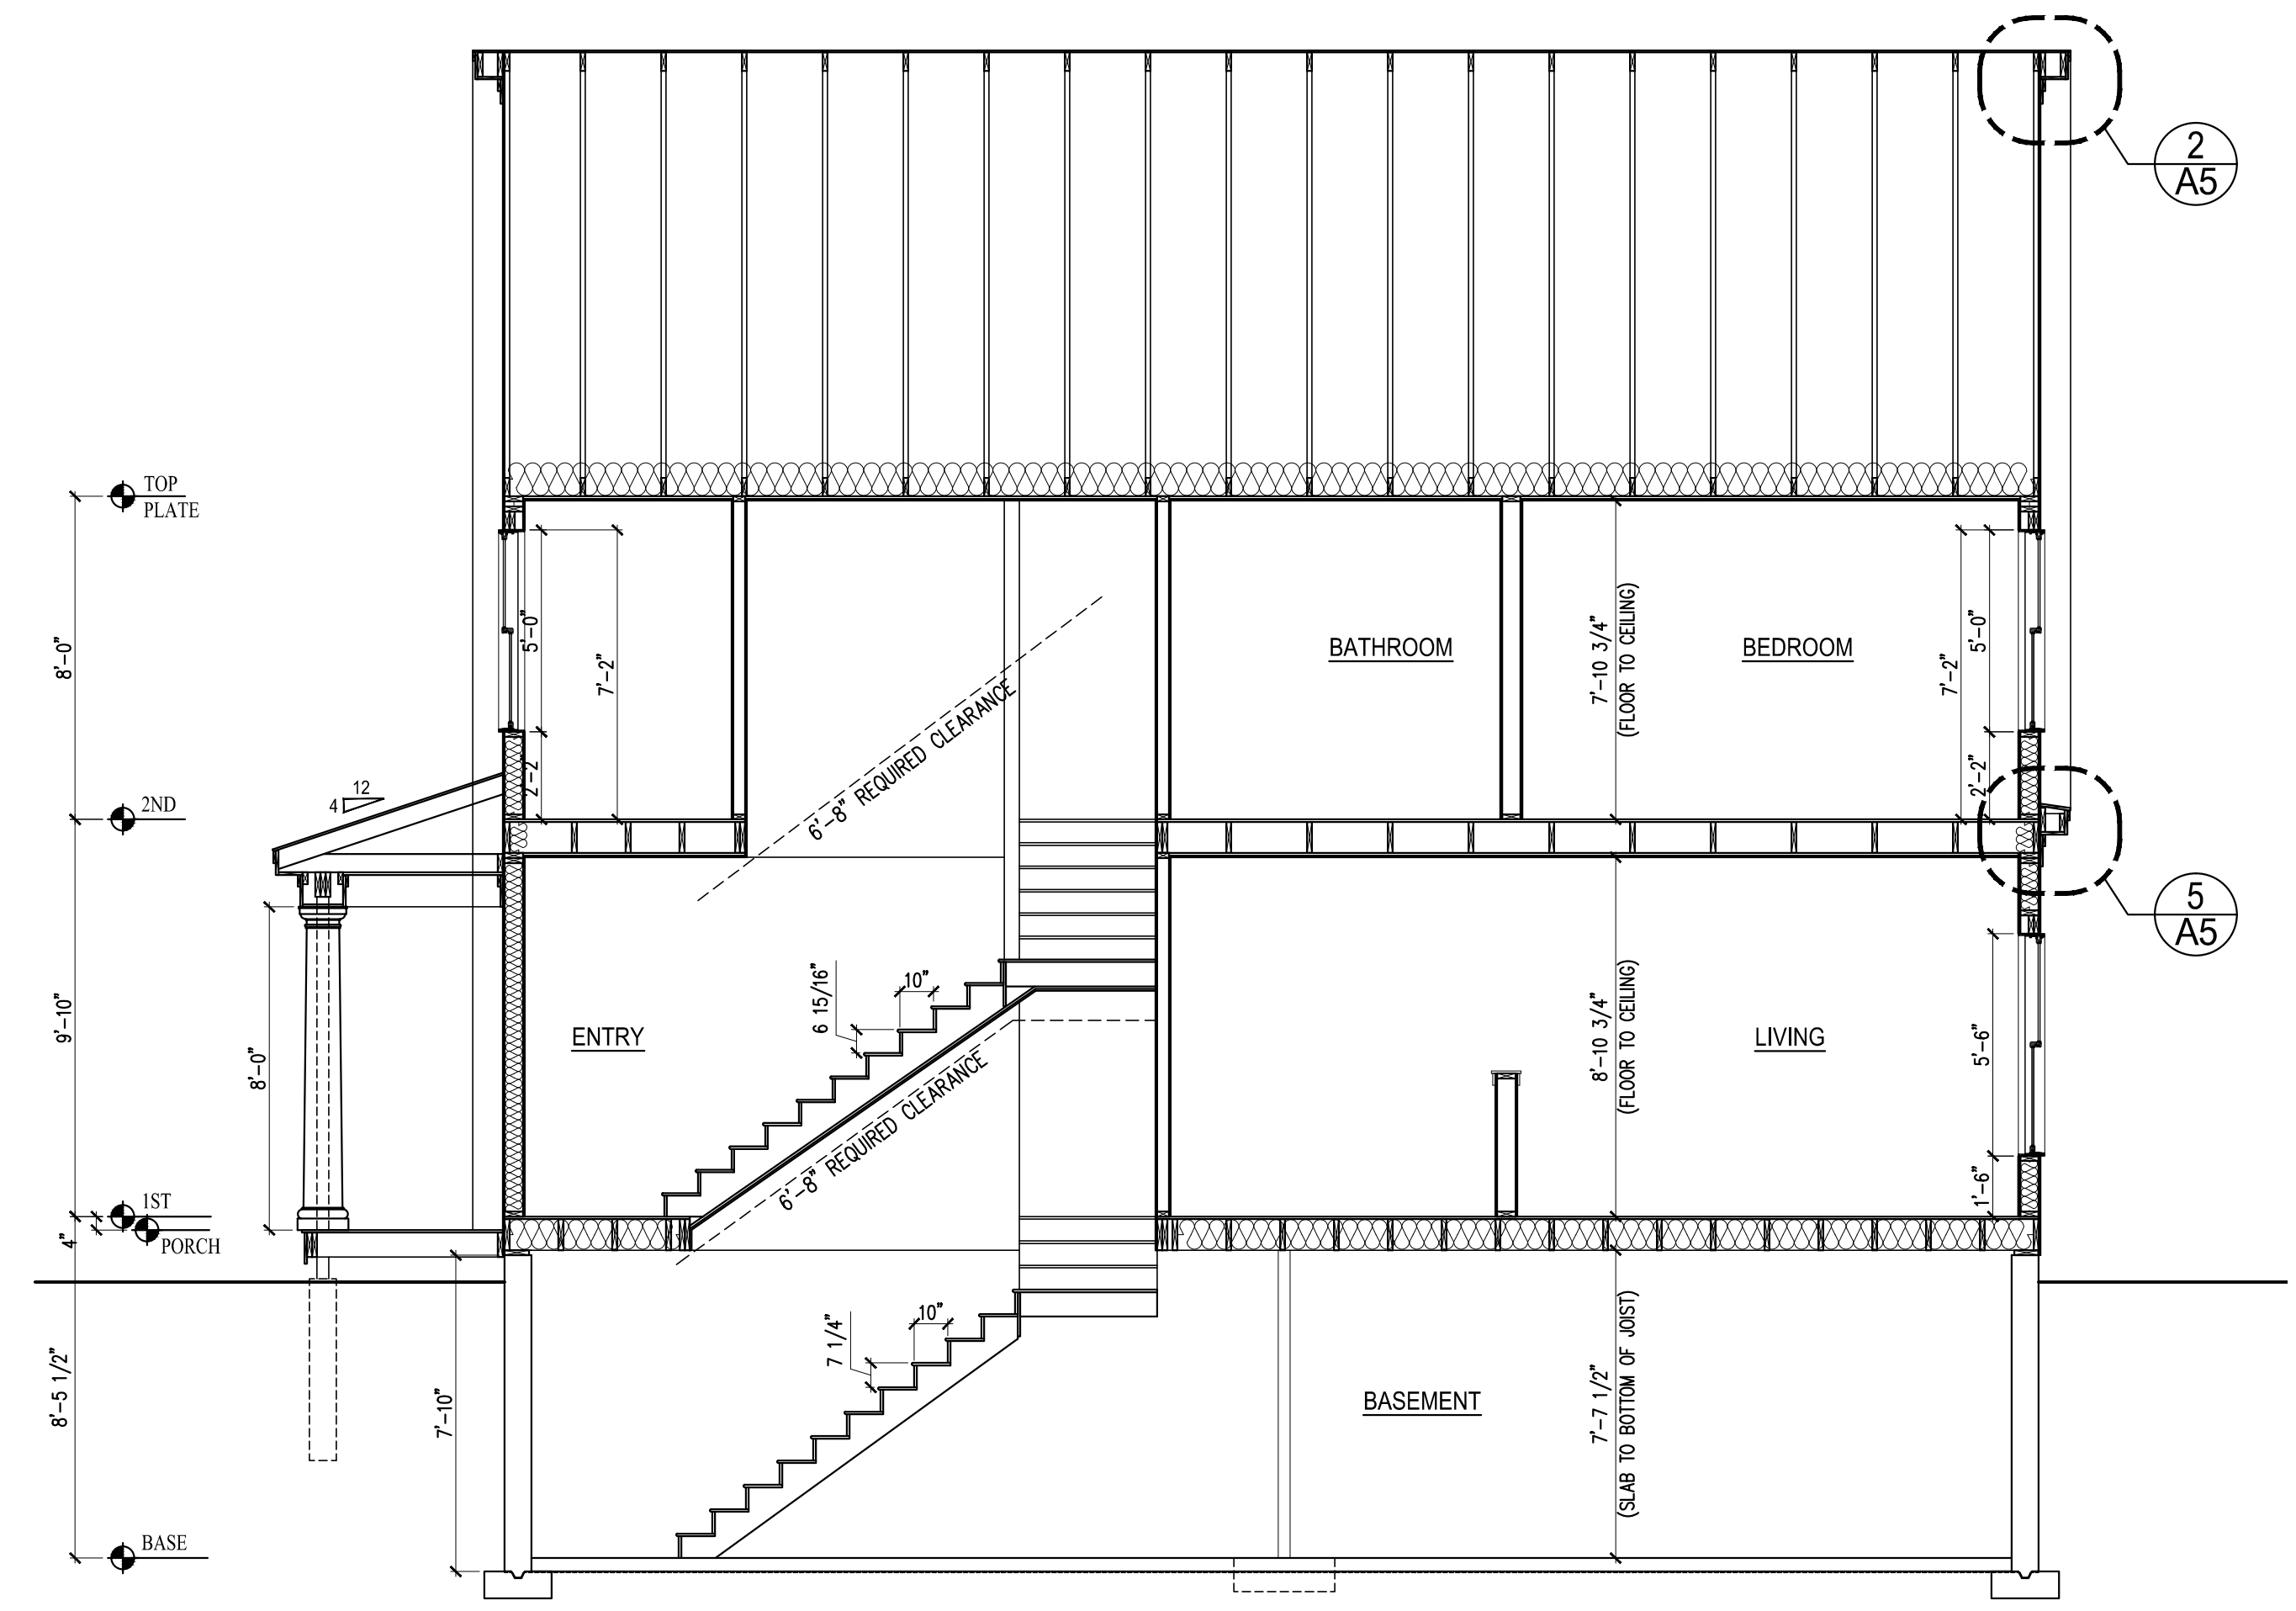 2
A5
TOP
PLATE
8'-0"
5'-0"
7'-2"
2'-2"
6'-8" REQUIRED CLEARANCE
BATHROOM
7'-10 3/4"
(FLOOR TO CEILING)
BEDROOM
7'-2"
5'-0"
2'-2"
12
4
2ND
5
A5
9'-10"
8'-0"
ENTRY
6 15/16"
10"
6'-8" REQUIRED CLEARANCE
8'-10 3/4"
(FLOOR TO CEILING)
LIVING
5'-6"
1'-6"
1ST
PORCH
4"
8'-5 1/2"
7'-10"
7 1/4"
10"
BASEMENT
7'-7 1/2"
(SLAB TO BOTTOM OF JOIST)
BASE